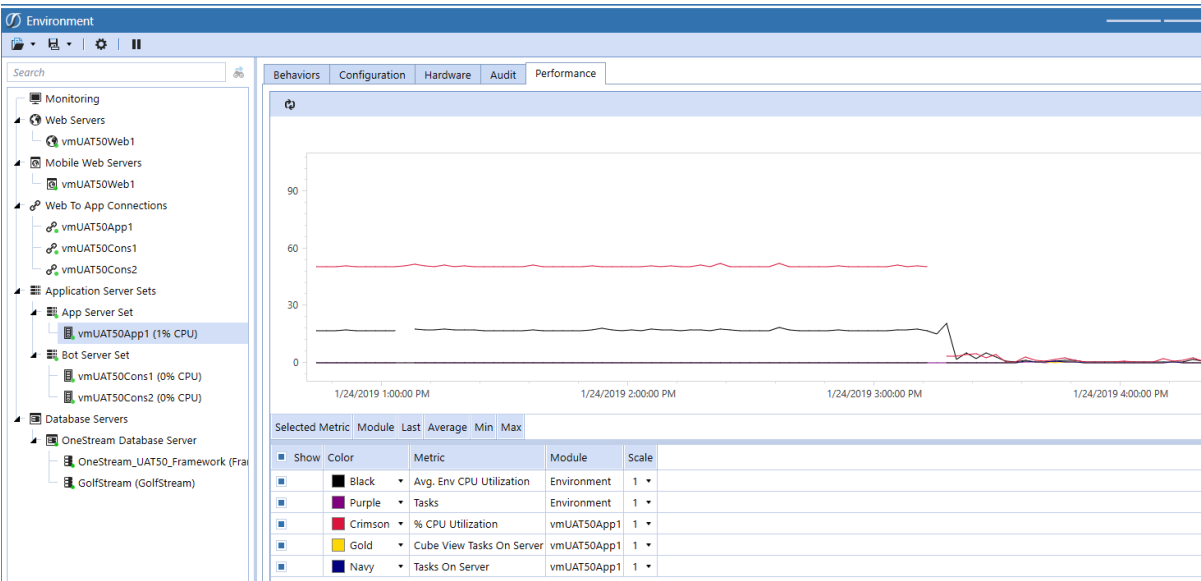 Environment
Search
Monitoring
Web Servers
vmUAT50Web1
Mobile Web Servers
vmUAT50Web1
Web To App Connections
vmUAT50App1
vmUAT50Cons1
vmUAT50Cons2
Application Server Sets
App Server Set
vmUAT50App1 (1% CPU)
Bot Server Set
vmUAT50Cons1 (0% CPU)
vmUAT50Cons2 (0% CPU)
Database Servers
OneStream Database Server
OneStream_UAT50_Framework (Fra
GolfStream (GolfStream)
Behaviors Configuration Hardware Audit Performance
90
60
30
0
1/24/2019 1:00:00 PM 1/24/2019 2:00:00 PM 1/24/2019 3:00:00 PM 1/24/2019 4:00:00 PM
Selected Metric Module Last Average Min Max
Show Color Metric Module Scale
Black Avg. Env CPU Utilization Environment 1
Purple Tasks Environment 1
Crimson % CPU Utilization vmUAT50App1 1
Gold Cube View Tasks On Server vmUAT50App1 1
Navy Tasks On Server vmUAT50App1 1